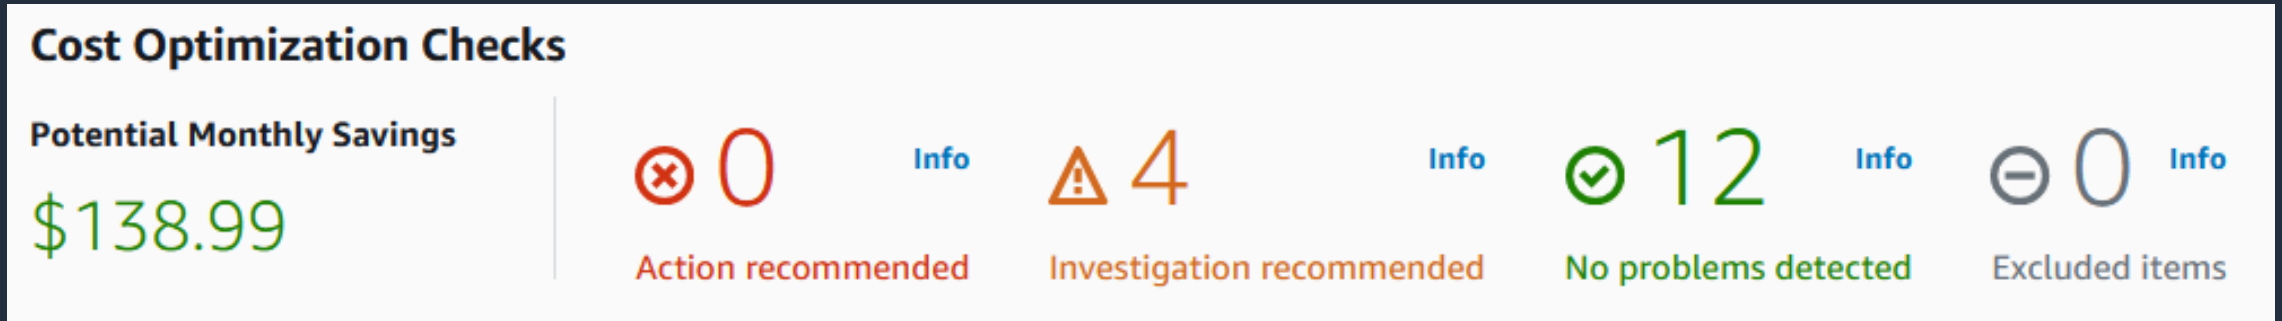 Cost Optimization Checks
Potential Monthly Savings
$138.99
0 Info
Action recommended
4 Info
Investigation recommended
12 Info
No problems detected
0 Info
Excluded items